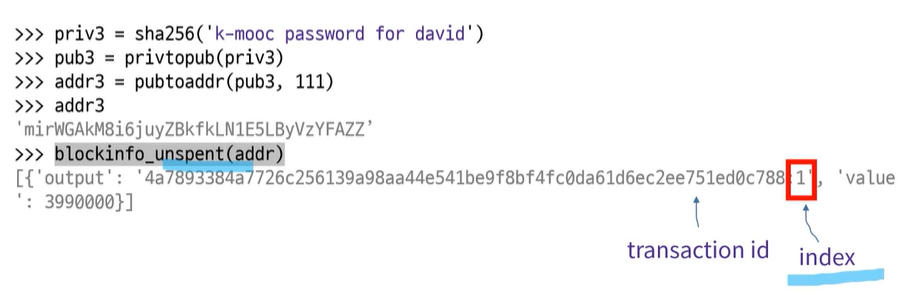 >>> priv3 = sha256('k-mooc password for david')
>>> pub3 = privtopub(priv3)
>>> addr3 = pubtoaddr(pub3, 111)
>>> addr3
'mirWGAkM8i6juyZBkfkLN1E5LByVzYFAZZ’
>>> blockinfo_unspent(addr)
[{'output': '4a7893384a7726c256139a98aa44e541be9f8bf4fc0da61d6ec2ee751ed0c788:1', 'value
': 3990000}]
transaction id
index